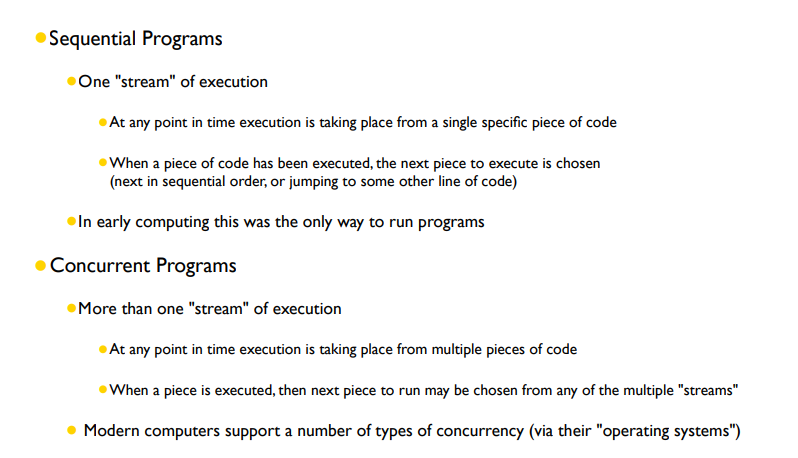 Sequential Programs
One "stream" of execution
At any point in time execution is taking place from a single specific piece of code
When a piece of code has been executed, the next piece to execute is chosen
(next in sequential order, or jumping to some other line of code)
In early computing this was the only way to run programs
Concurrent Programs
More than one "stream" of execution
At any point in time execution is taking place from multiple pieces of code
When a piece is executed, then next piece to run may be chosen from any of the multiple "streams"
Modern computers support a number of types of concurrency (via their "operating systems")